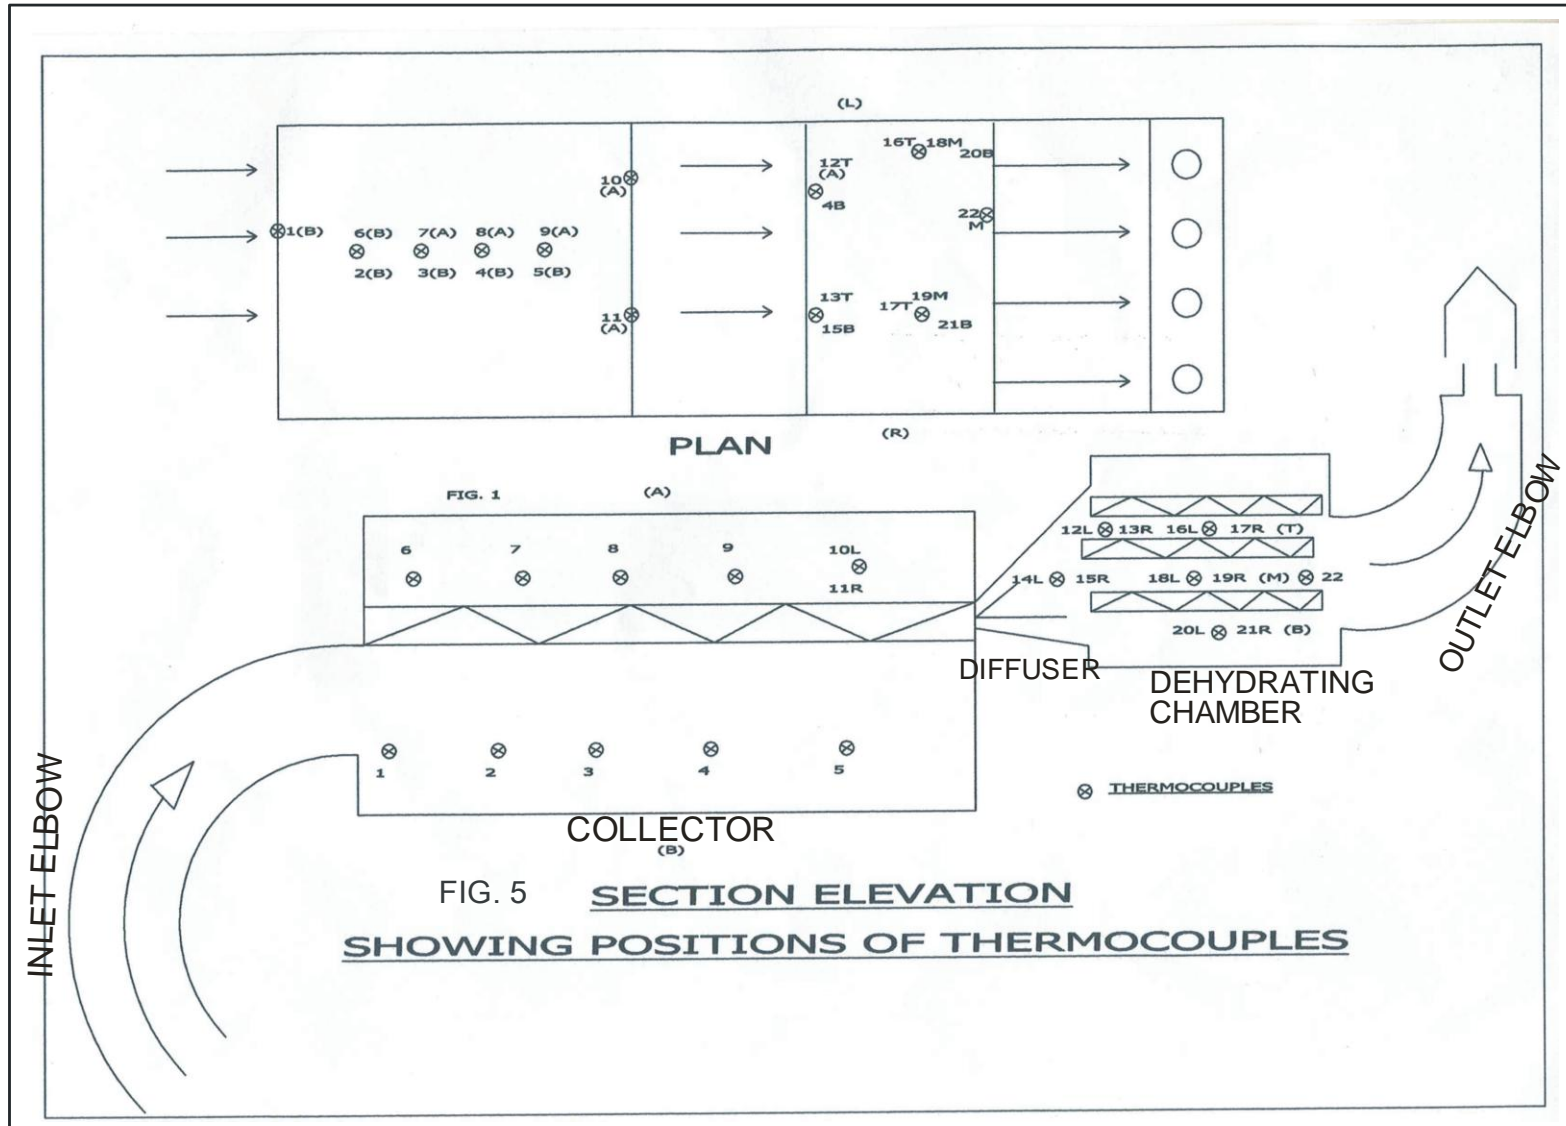 (L)
16T 18M
20B
12T
(A)
4B
10
(A)
22
M
1(B)
6(B) 7(A) 8(A) 9(A)
2(B) 3(B) 4(B) 5(B)
13T
15B
19M
17T
21B
11
(A)
PLAN
(R)
FIG. 1
(A)
6 7 8 9 10L
11R
12L 13R 16L 17R (T)
14L 15R 18L 19R (M) 22
20L 21R (B)
DIFFUSER
DEHYDRATING
CHAMBER
OUTLET ELBOW
INLET ELBOW
1 2 3 4 5
THERMOCOUPLES
COLLECTOR
(B)
FIG. 5 SECTION ELEVATION
SHOWING POSITIONS OF THERMOCOUPLES